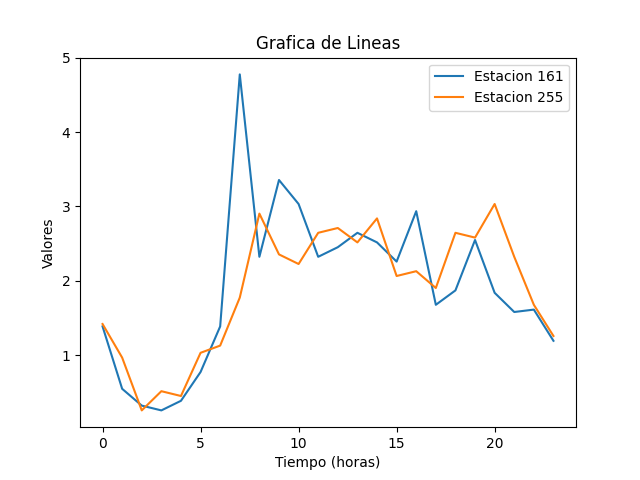 Grafica de Lineas
Estacion 161
Estacion 255
Valores
5
4
3
2
1
0 5 10 15 20
Tiempo (horas)